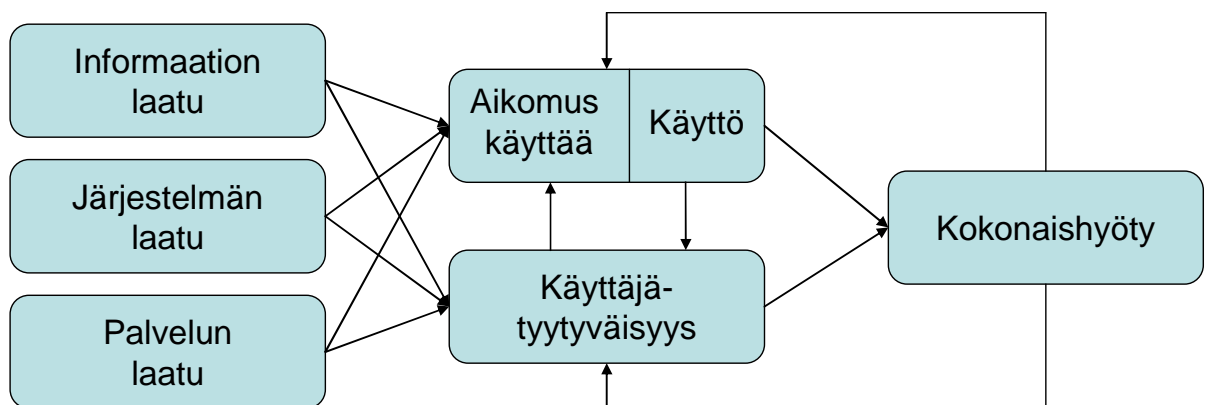 Informaation
laatu
Järjestelmän
laatu
Palvelun
laatu
Aikomus
käyttää
Käyttö
Käyttäjä-
tyytyväisyys
Kokonaishyöty